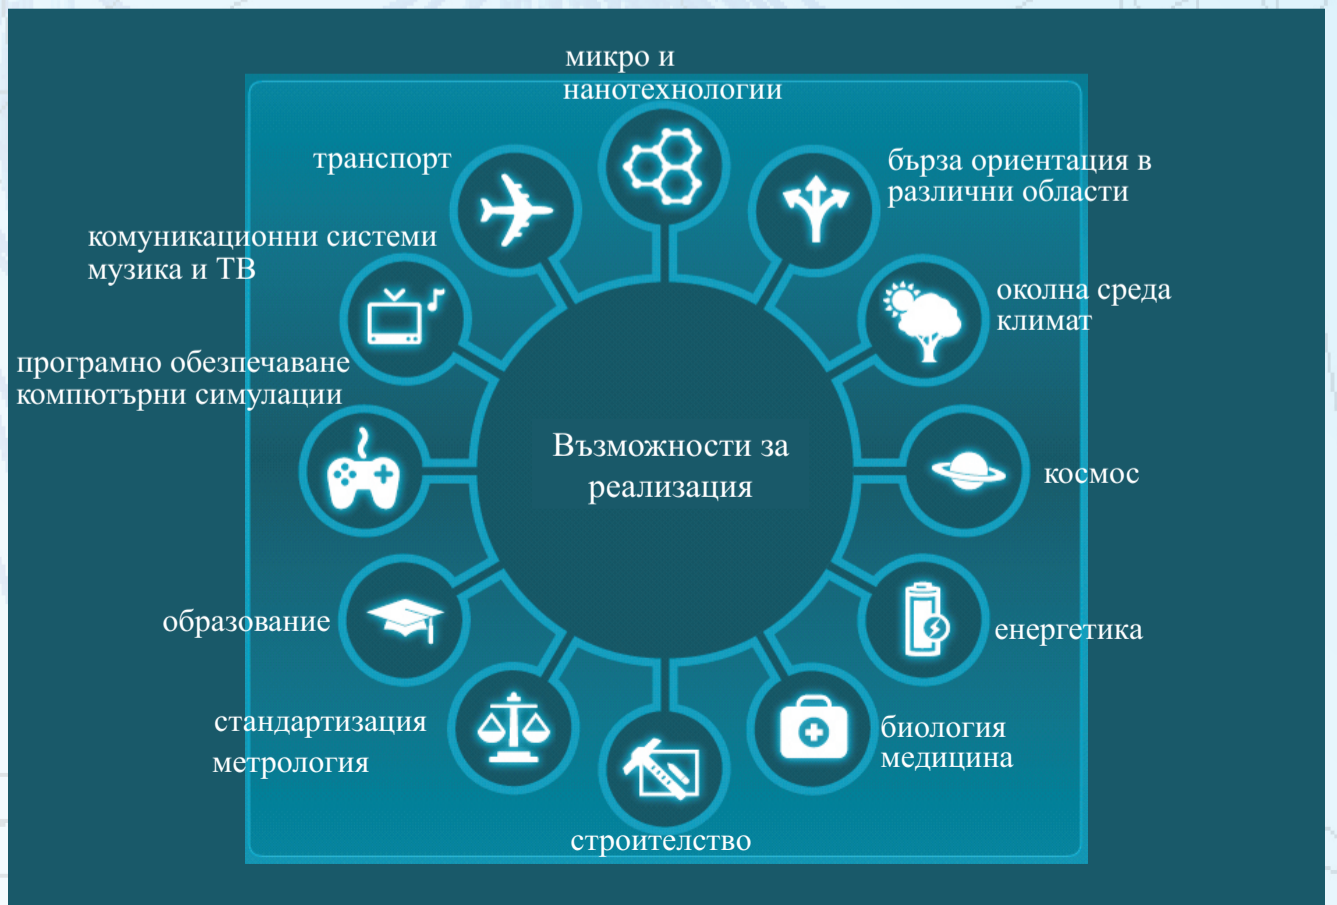 микро и
нанотехнологии
транспорт
бърза ориентация в
различни области
комуникационни системи
музика и ТВ
околна среда
климат
програмно обезпечаване
компютърни симулации
Възможности за
реализация
космос
образование
енергетика
стандартизация
метрология
биология
медицина
строителство